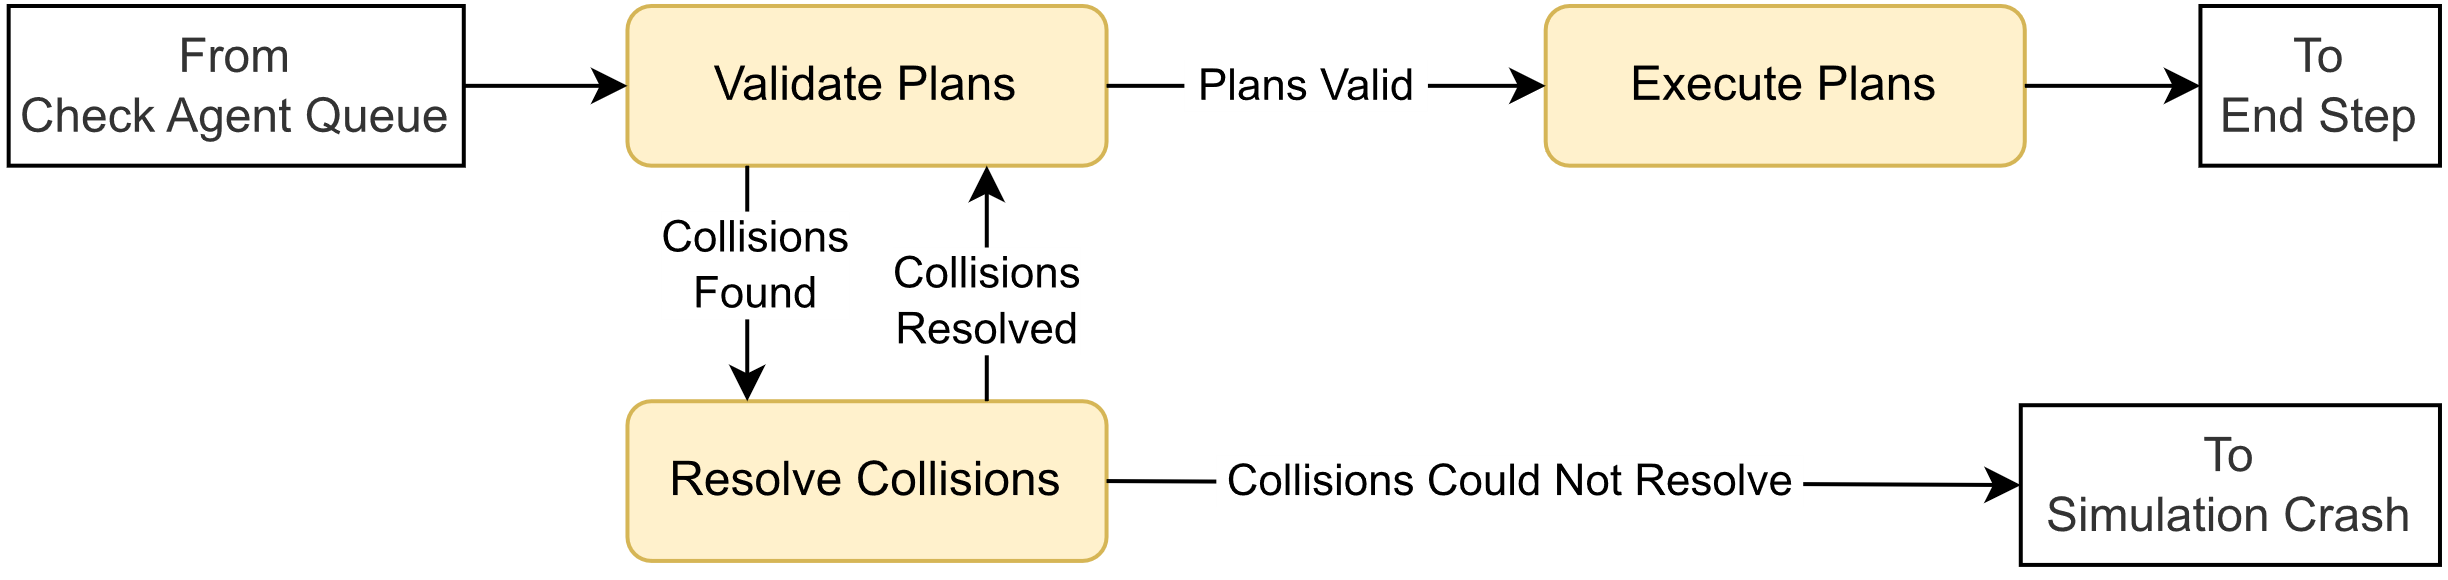 From
Check Agent Queue
Validate Plans
Plans Valid
Execute Plans
To
End Step
Collisions
Found
Collisions
Resolved
Resolve Collisions
Collisions Could Not Resolve
To
Simulation Crash